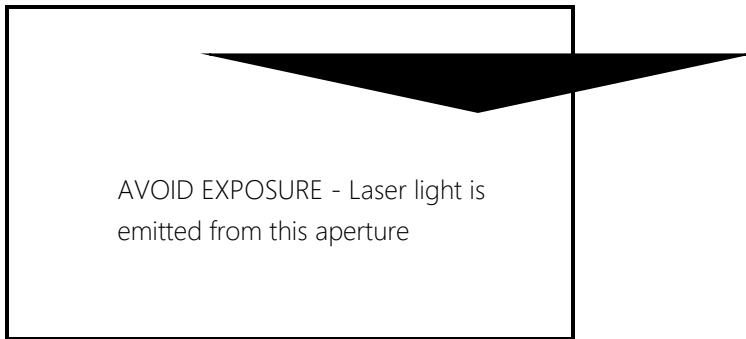 AVOID EXPOSURE - Laser light is
emitted from this aperture